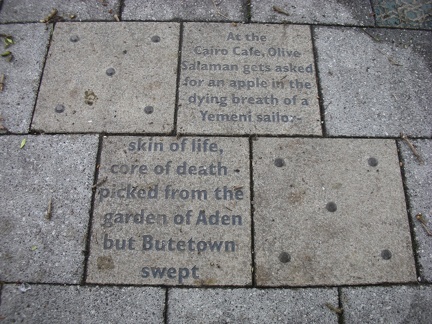 At the
Cairo Cafe, Olive
Salaman gets asked
for an apple in the
dying breath of a
Yemeni sailor-
skin of life,
core of death -
picked from the
garden of Aden
but Butetown
swept